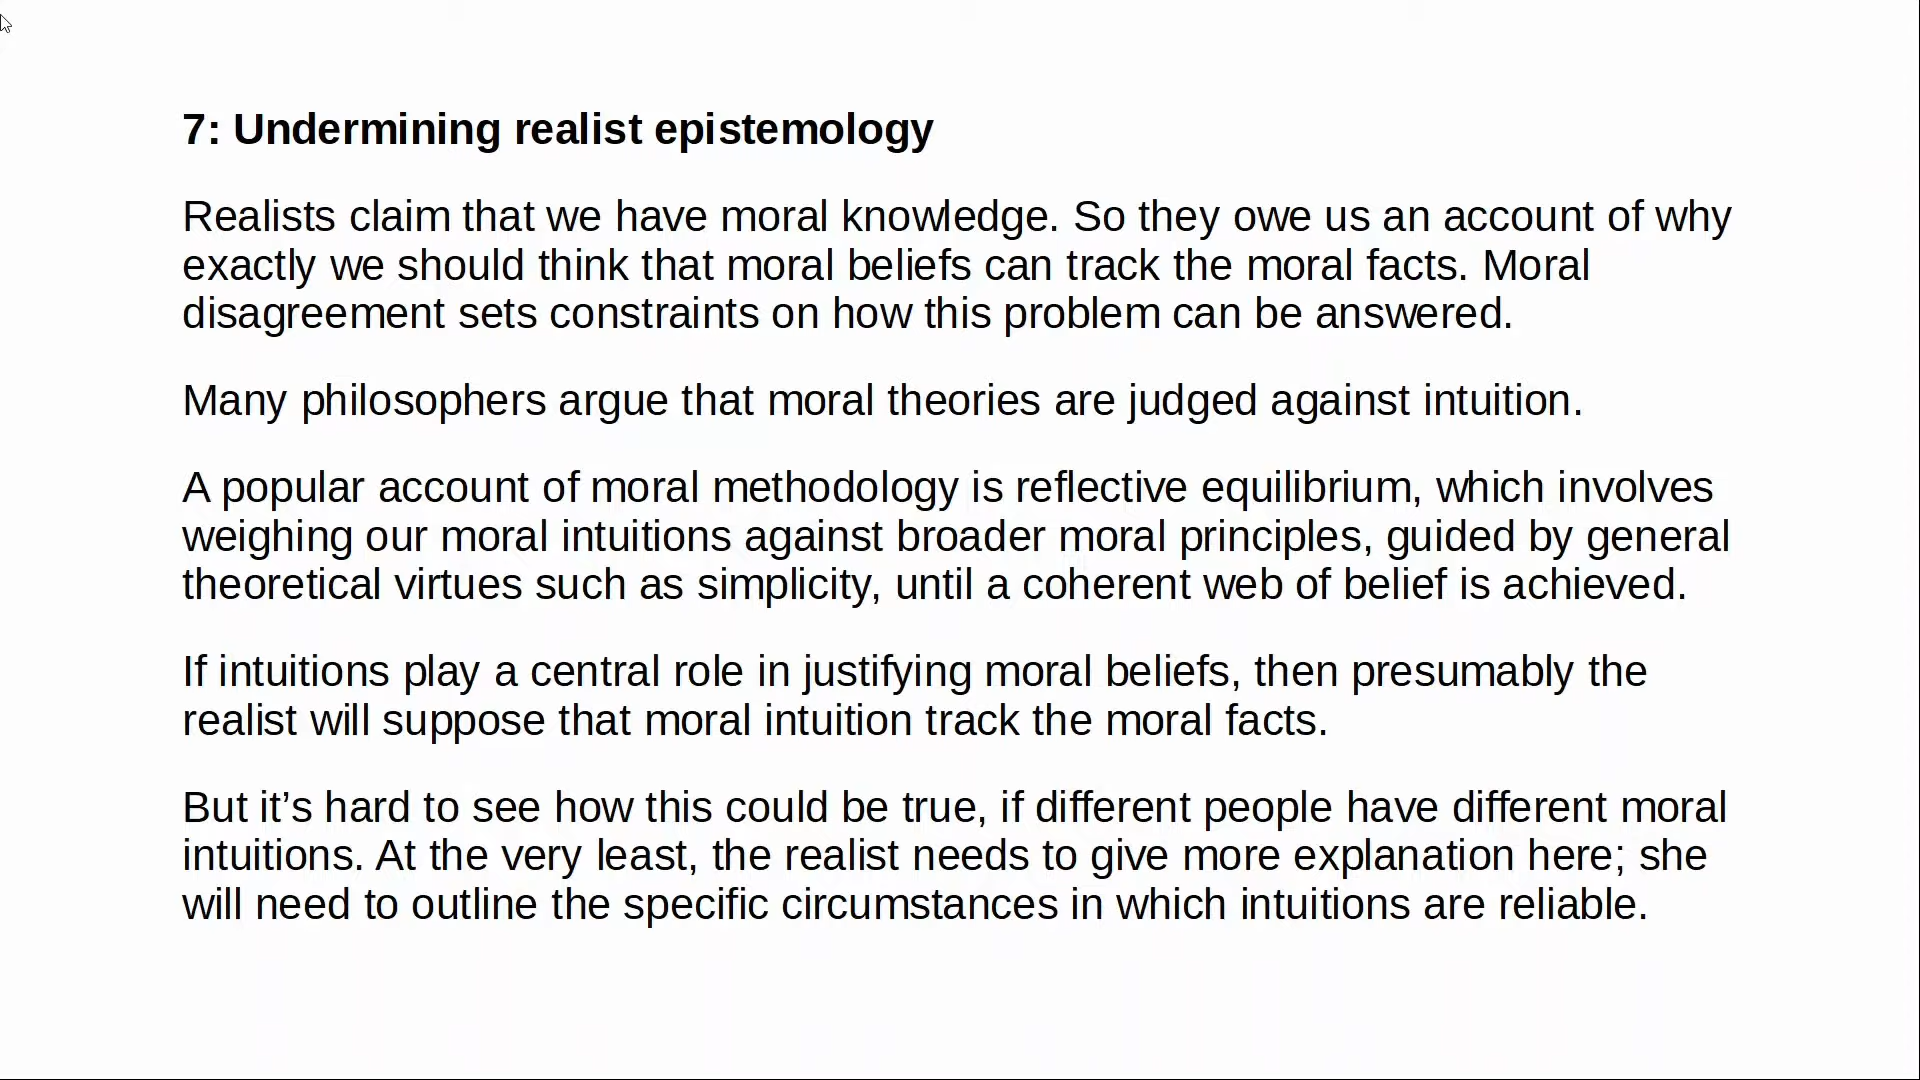 7: Undermining realist epistemology
Realists claim that we have moral knowledge. So they owe us an account of why
exactly we should think that moral beliefs can track the moral facts. Moral
disagreement sets constraints on how this problem can be answered.
Many philosophers argue that moral theories are judged against intuition.
A popular account of moral methodology is reflective equilibrium, which involves
weighing our moral intuitions against broader moral principles, guided by general
theoretical virtues such as simplicity, until a coherent web of belief is achieved.
If intuitions play a central role in justifying moral beliefs, then presumably the
realist will suppose that moral intuition track the moral facts.
But it’s hard to see how this could be true, if different people have different moral
intuitions. At the very least, the realist needs to give more explanation here; she
will need to outline the specific circumstances in which intuitions are reliable.